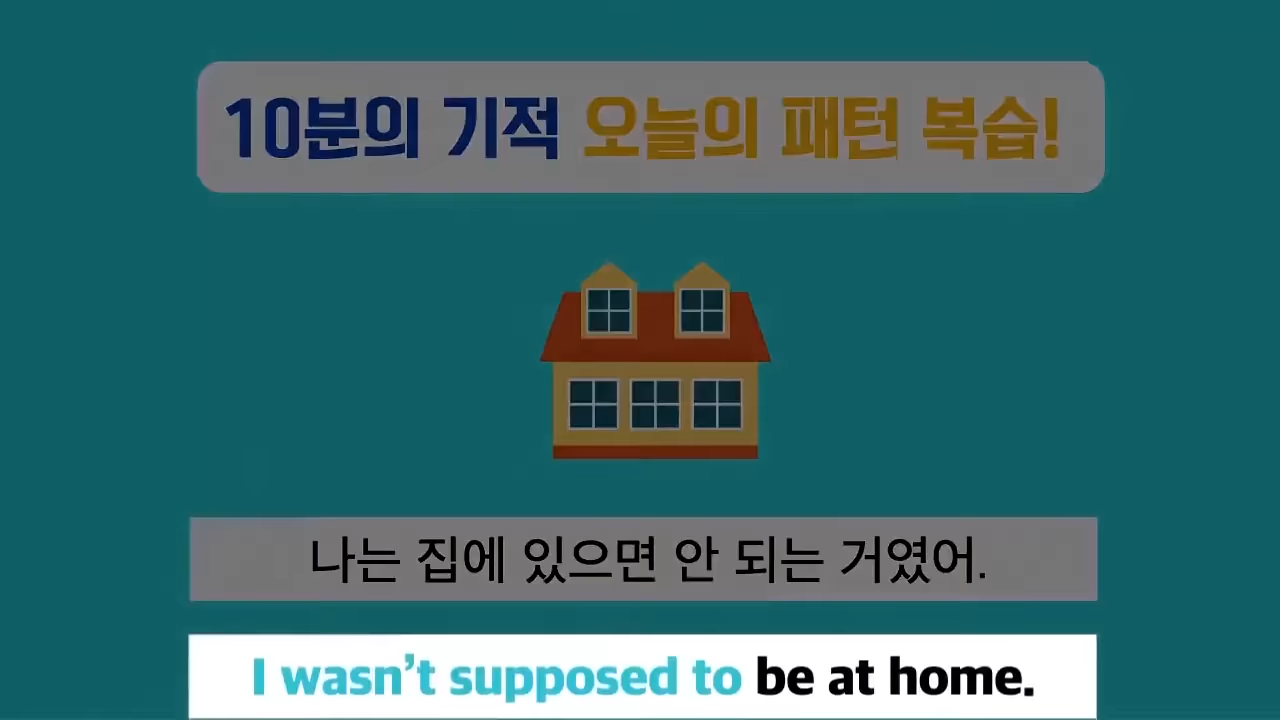 10분의 기적 오늘의 패턴 복습!
나는 집에 있으면 안 되는 거였어.
I wasn’t supposed to be at home.